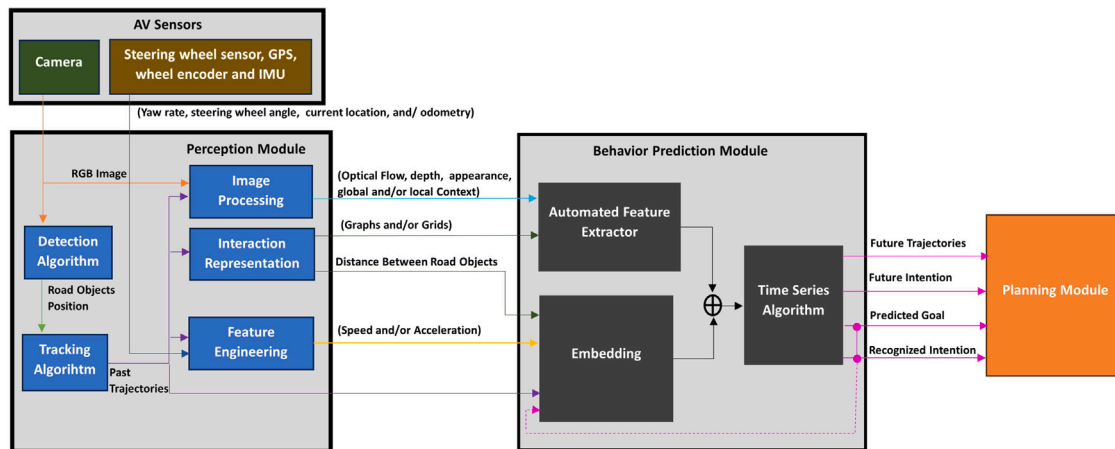 AV Sensors
Camera
Steering wheel sensor, GPS,
wheel encoder and IMU
(Yaw rate, steering wheel angle, current location, and/ odometry)
Perception Module
RGB Image
Image
Processing
(Optical Flow, depth, appearance,
global and/or local Context)
(Graphs and/or Grids)
Detection
Algorithm
Interaction
Representation
Distance Between Road Objects
Road Objects
Position
Feature
Engineering
(Speed and/or Acceleration)
Tracking
Algorihtm
Past
Trajectories
Behavior Prediction Module
Automated Feature
Extractor
Embedding
Time Series
Algorithm
Future Trajectories
Future Intention
Predicted Goal
Recognized Intention
Planning Module